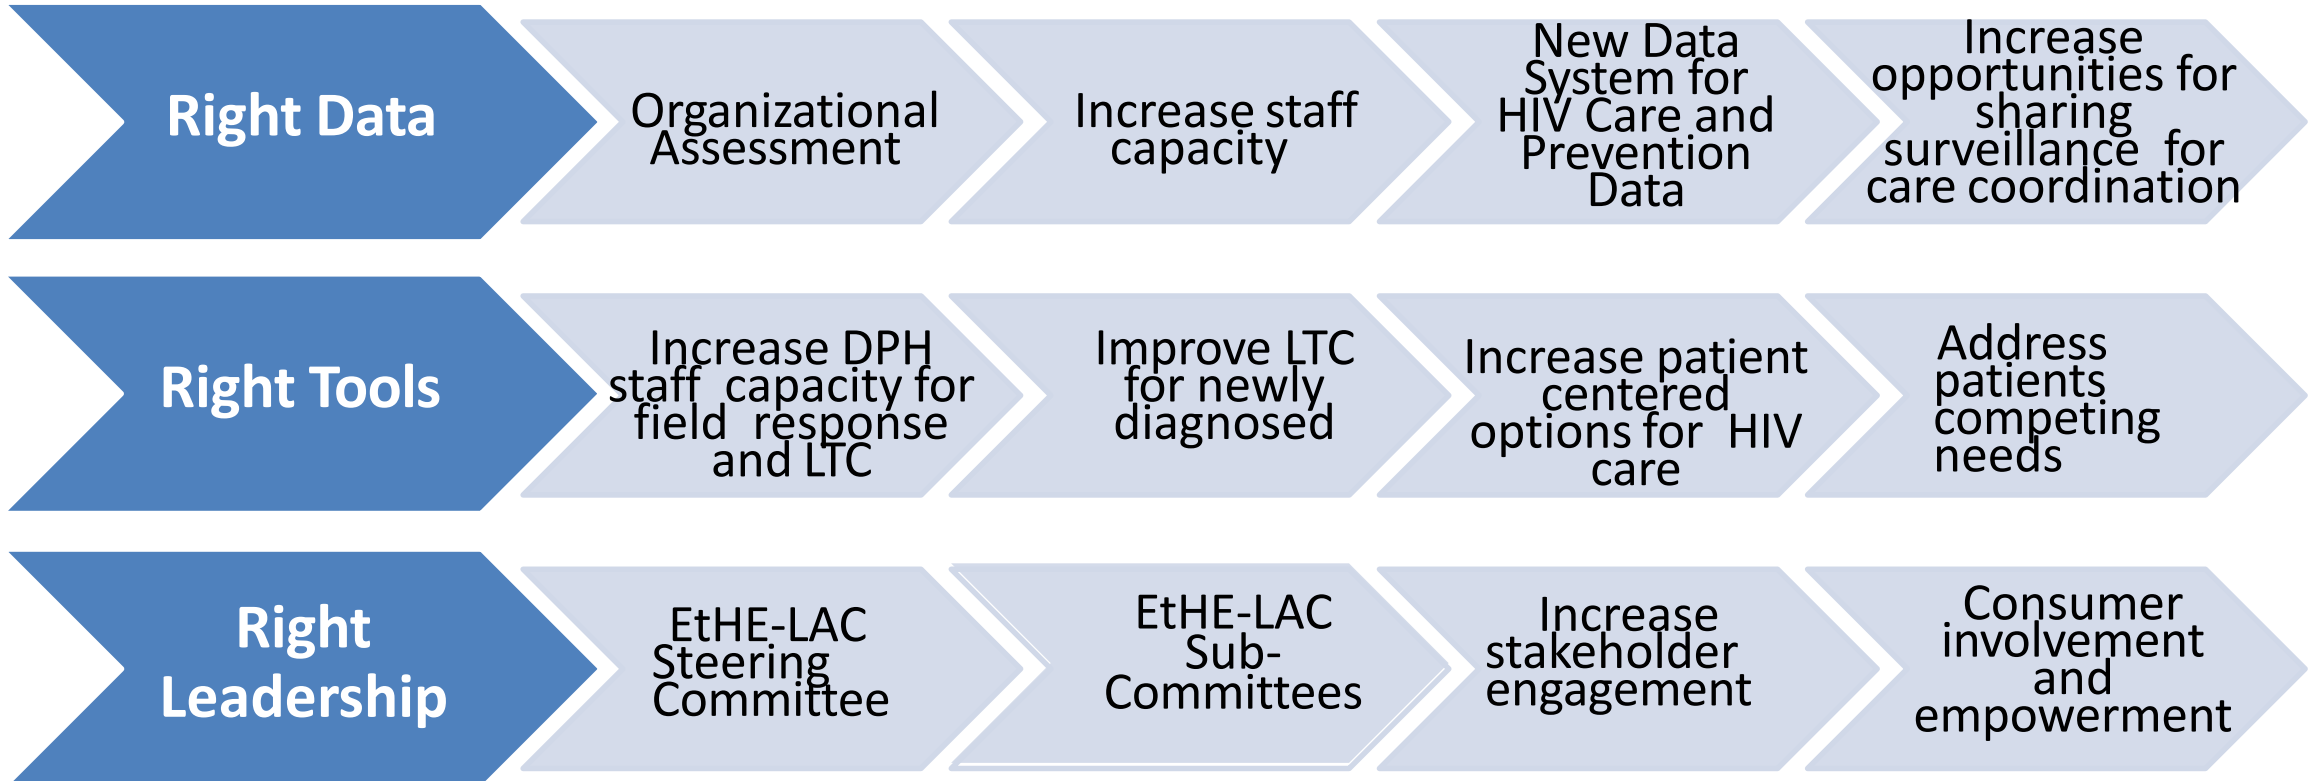 Right Data
Organizational
Assessment
Increase staff
capacity
New Data
System for
HIV Care and
Prevention
Data
Increase
opportunities for
sharing
surveillance for
care coordination
Right Tools
Increase DPH
staff capacity for
field response
and LTC
Improve LTC
for newly
diagnosed
Increase patient
centered
options for HIV
care
Address
patients
competing
needs
Right
Leadership
EtHE-LAC
Steering
Committee
EtHE-LAC
Sub-
Committees
Increase
stakeholder
engagement
Consumer
involvement
and
empowerment